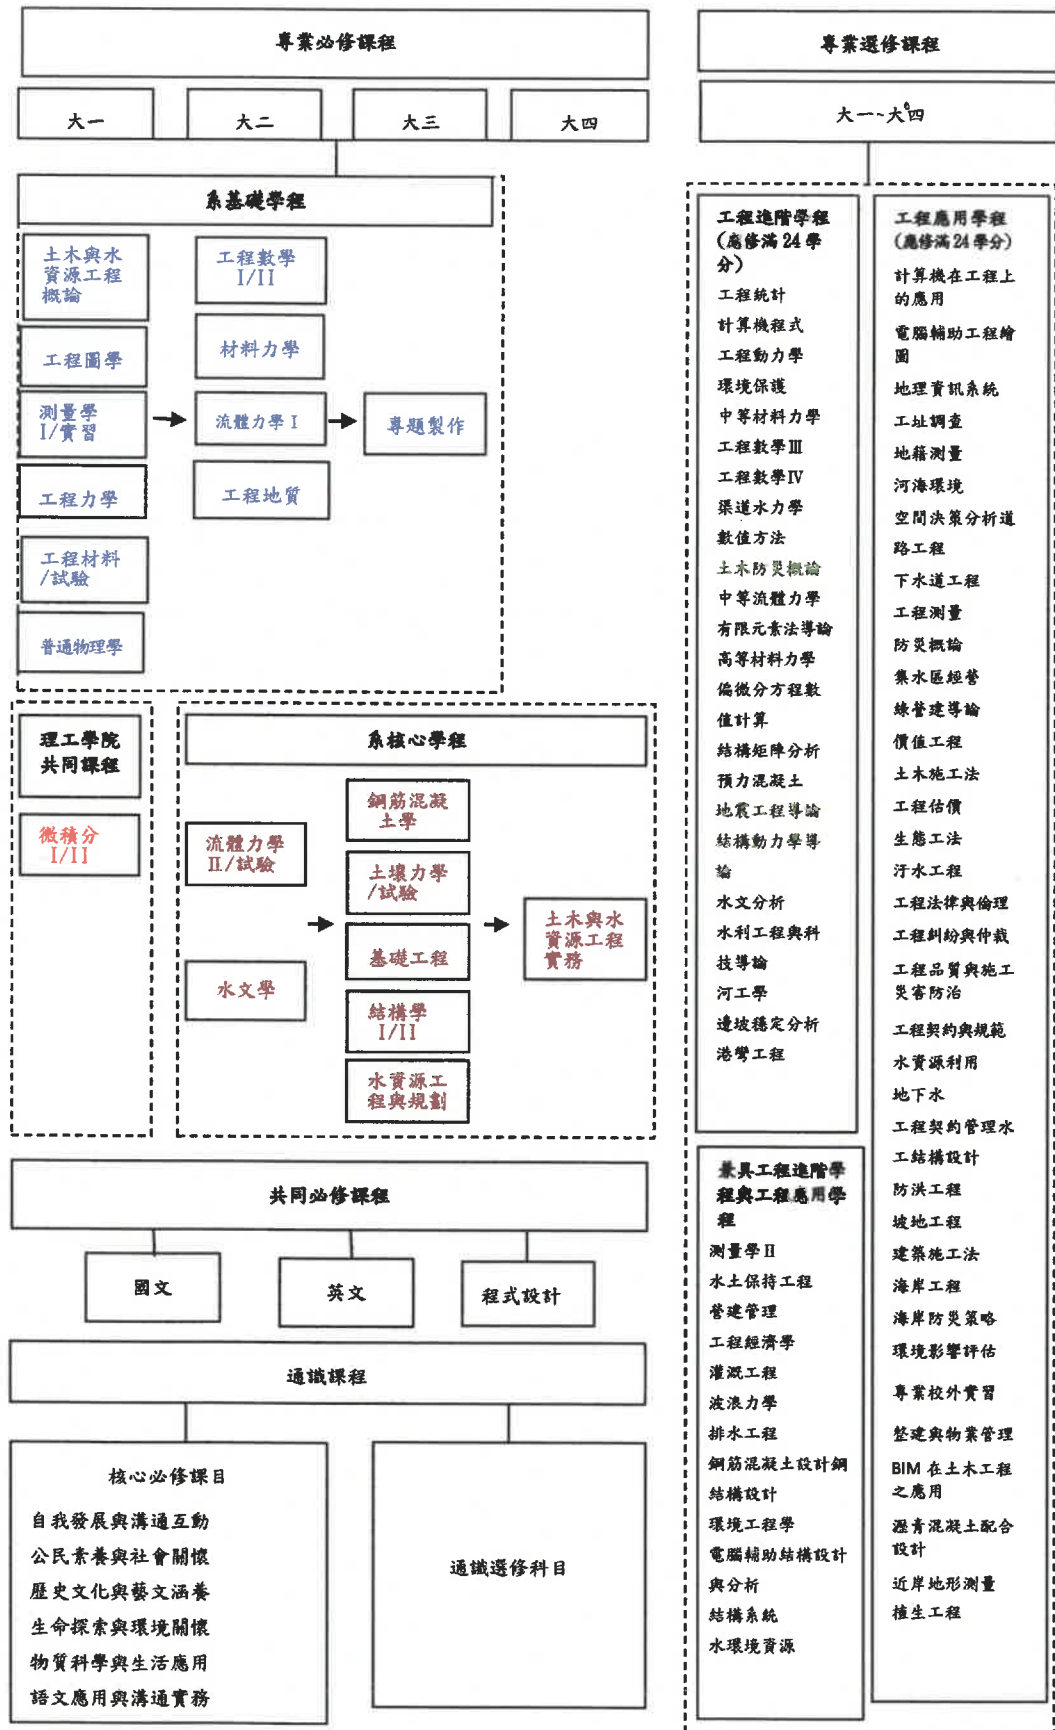 專業必修課程
大一
大二
大三
大四
系基礎學程
土木與水
資源工程
概論
工程圖學
測量學
I/實習
工程力學
工程材料
/試驗
普通物理學
工程數學
I/II
材料力學
流體力學 I
工程地質
專題製作
理工學院
共同課程
微積分
I/II
系核心學程
流體力學
II/試驗
水文學
鋼筋混凝
土學
土壤力學
/試驗
基礎工程
結構學
I/II
水資源工
程與規劃
土木與水
資源工程
實務
共同必修課程
國文
英文
程式設計
通識課程
核心必修課目
自我發展與溝通互動
公民素養與社會關懷
歷史文化與藝文涵養
生命探索與環境關懷
物質科學與生活應用
語文應用與溝通實務
通識選修科目
專業選修課程
大一~大四
工程進階學程
(應修滿 24 學
分)
工程統計
計算機程式
工程動力學
環境保護
中等材料力學
工程數學Ⅲ
工程數學Ⅳ
渠道水力學
數值方法
土木防災概論
中等流體力學
有限元素法導論
高等材料力學
偏微分方程數
值計算
結構矩陣分析
預力混凝土
地震工程導論
結構動力學導
論
水文分析
水利工程與科
技導論
河工學
邊坡穩定分析
港彎工程
兼具工程進階學
程與工程應用學
程
測量學 II
水土保持工程
營建管理
工程經濟學
灌溉工程
波浪力學
排水工程
鋼筋混凝土設計鋼
結構設計
環境工程學
電腦輔助結構設計
與分析
結構系統
水環境資源
工程應用學程
(應修滿 24 學分)
計算機在工程上
的應用
電腦輔助工程繪
圖
地理資訊系統
工址調查
地籍測量
河海環境
空間決策分析道
路工程
下水道工程
工程測量
防災概論
集水區經營
綠營建導論
價值工程
土木施工法
工程估價
生態工法
汙水工程
工程法律與倫理
工程糾紛與仲裁
工程品質與施工
災害防治
工程契約與規範
水資源利用
地下水
工程契約管理水
工結構設計
防洪工程
坡地工程
建築施工法
海岸工程
海岸防災策略
環境影響評估
專業校外實習
整建與物業管理
BIM 在土木工程
之應用
瀝青混凝土配合
設計
近岸地形測量
植生工程